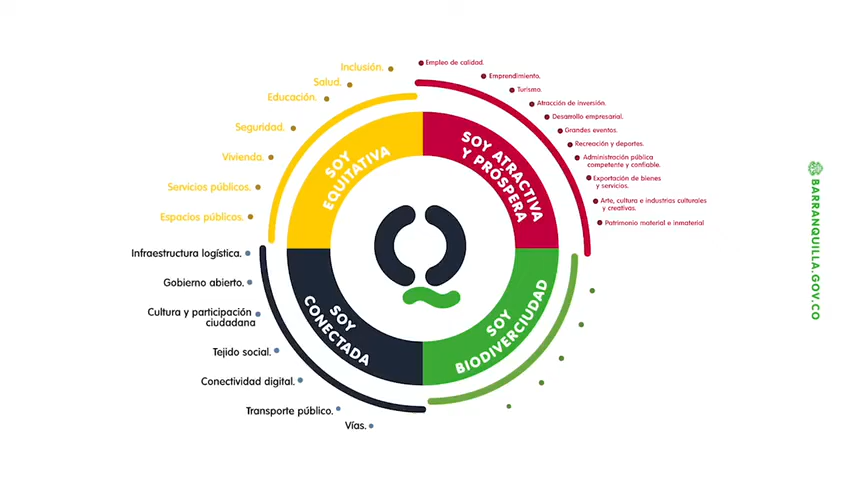 Inclusión.
Salud.
Educación.
Seguridad.
Vivienda.
Servicios públicos.
Espacios públicos.
SOY
EQUITATIVA
Empleo de calidad.
Emprendimiento.
Turismo.
Atracción de inversión.
Desarrollo empresarial.
Grandes eventos.
Recreación y deportes.
Administración pública
competente y confiable.
Exportación de bienes
y servicios.
Arte, cultura e industrias culturales
y creativas.
Patrimonio material e inmaterial
SOY ATRACTIVA
Y PRÓSPERA
Infraestructura logística.
Gobierno abierto.
Cultura y participación
ciudadana
Tejido social.
Conectividad digital.
Transporte público.
Vías.
SOY
CONECTADA
SOY
BIODIVERCIUDAD
BARRANQUILLA.GOV.CO